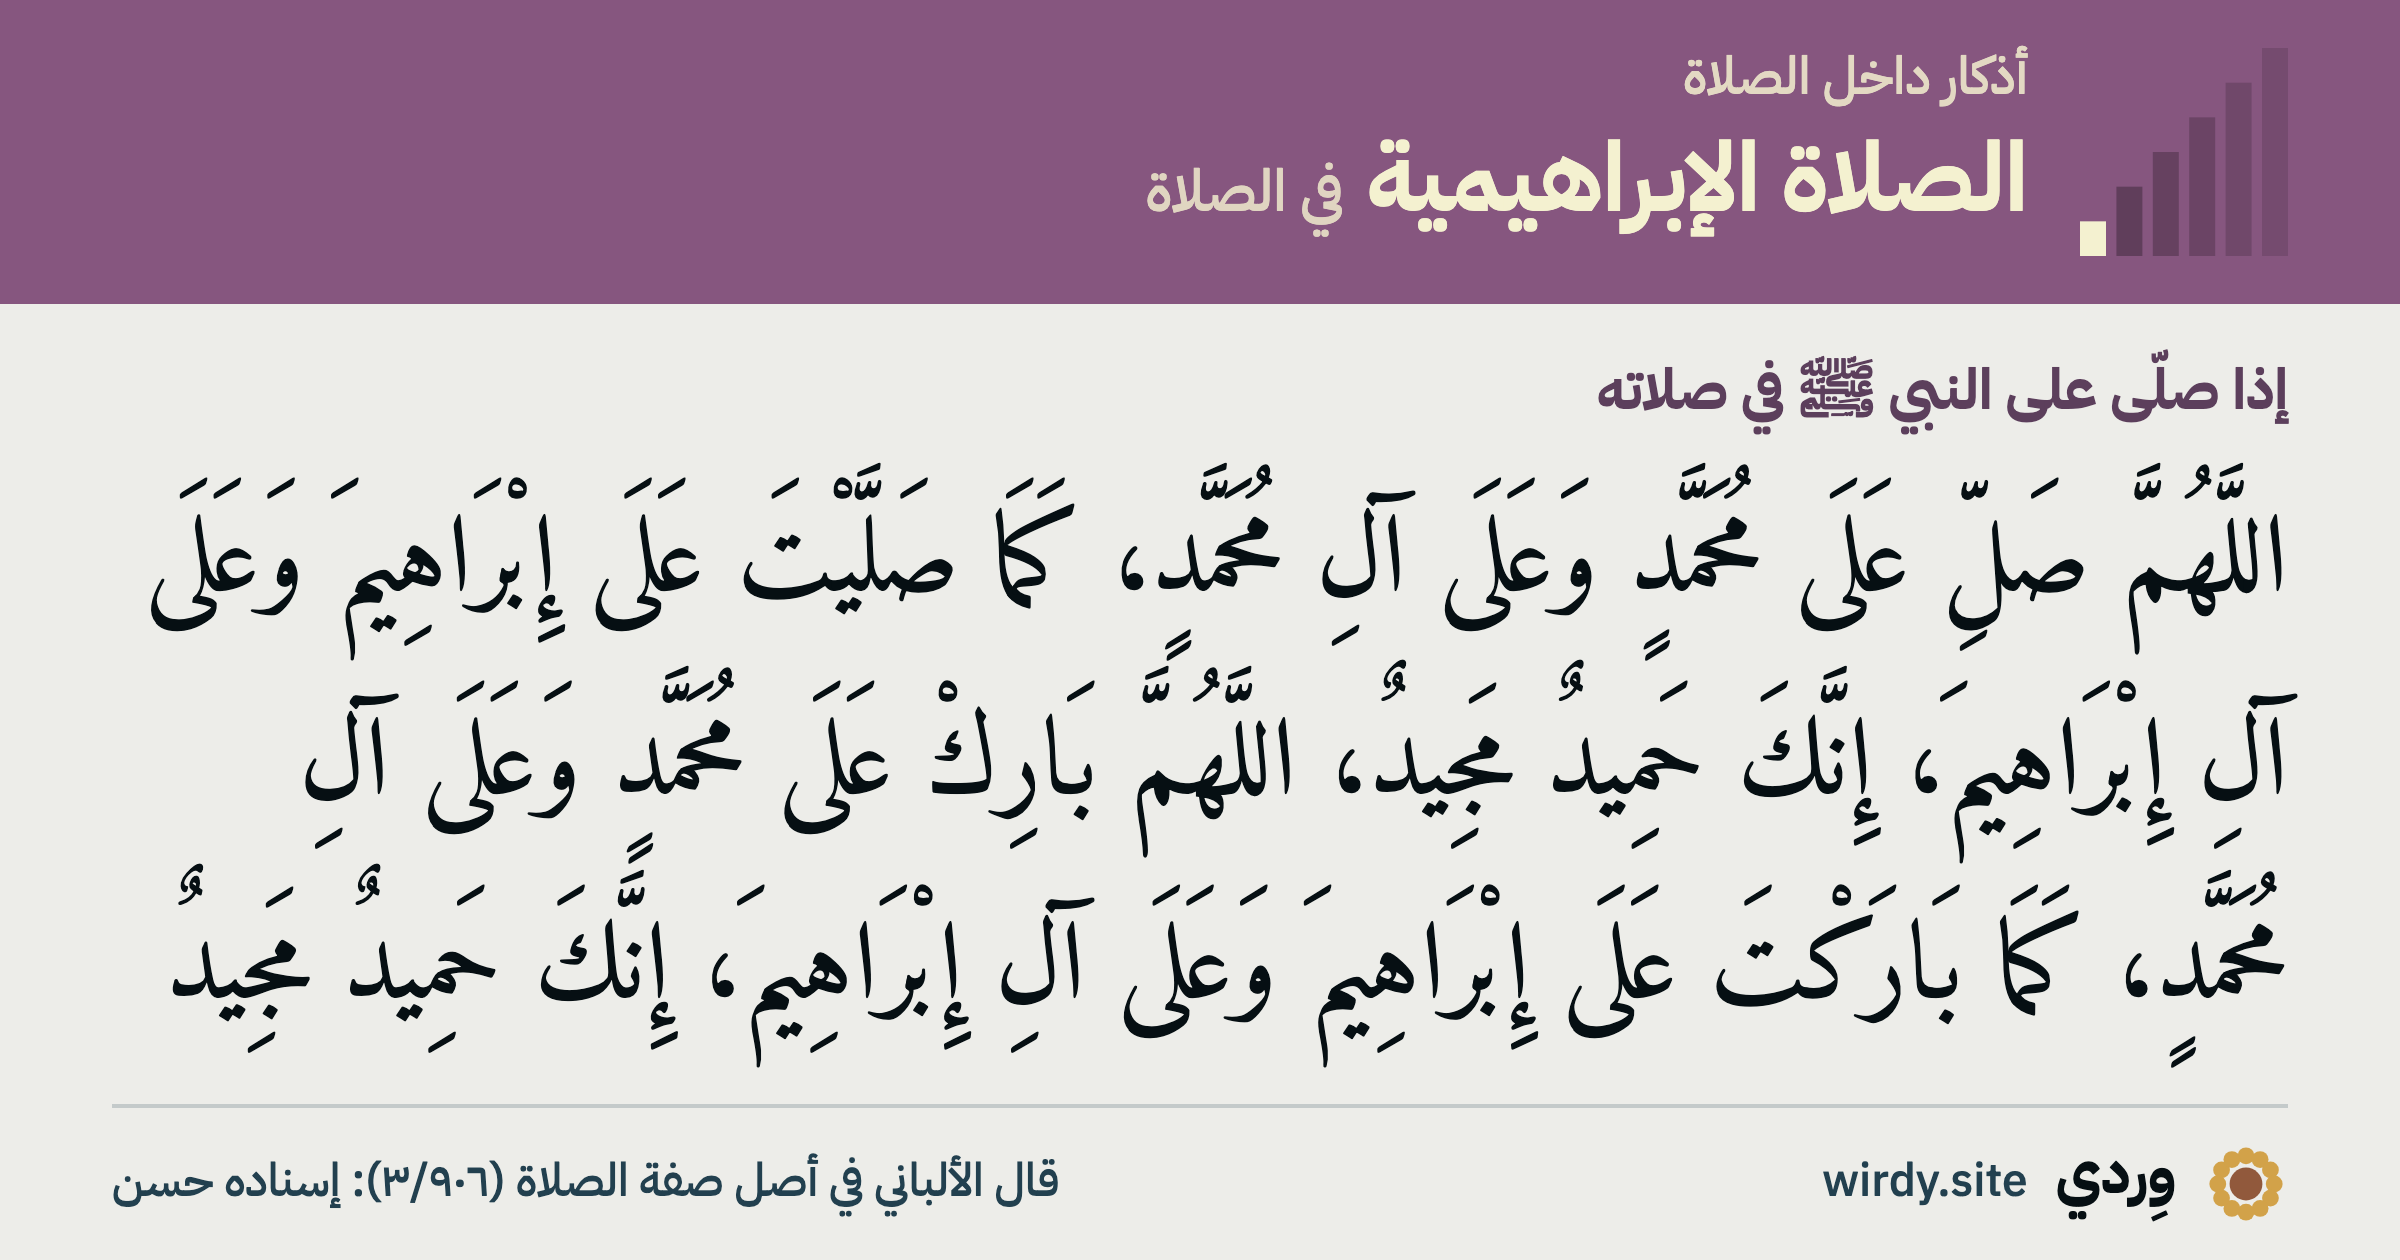 أذكار داخل الصلاة
الصلاة الإبراهيمية في الصلاة
إذا صلّى على النبي ﷺ في صلاته
اللَّهُمَّ صَلِّ عَلَى مُحَمَّدٍ وَعَلَى آلِ مُحَمَّدٍ، كَمَا صَلَّيْتَ عَلَى إِبْرَاهِيمَ وَعَلَى
آلِ إِبْرَاهِيمَ، إِنَّكَ حَمِيدٌ مَجِيدٌ، اللَّهُمَّ بَارِكْ عَلَى مُحَمَّدٍ وَعَلَى آلِ
مُحَمَّدٍ، كَمَا بَارَكْتَ عَلَى إِبْرَاهِيمَ وَعَلَى آلِ إِبْرَاهِيمَ، إِنَّكَ حَمِيدٌ مَجِيدٌ
وِردي wirdy.site
قال الألباني في أصل صفة الصلاة (٣/٩٠٦): إسناده حسن